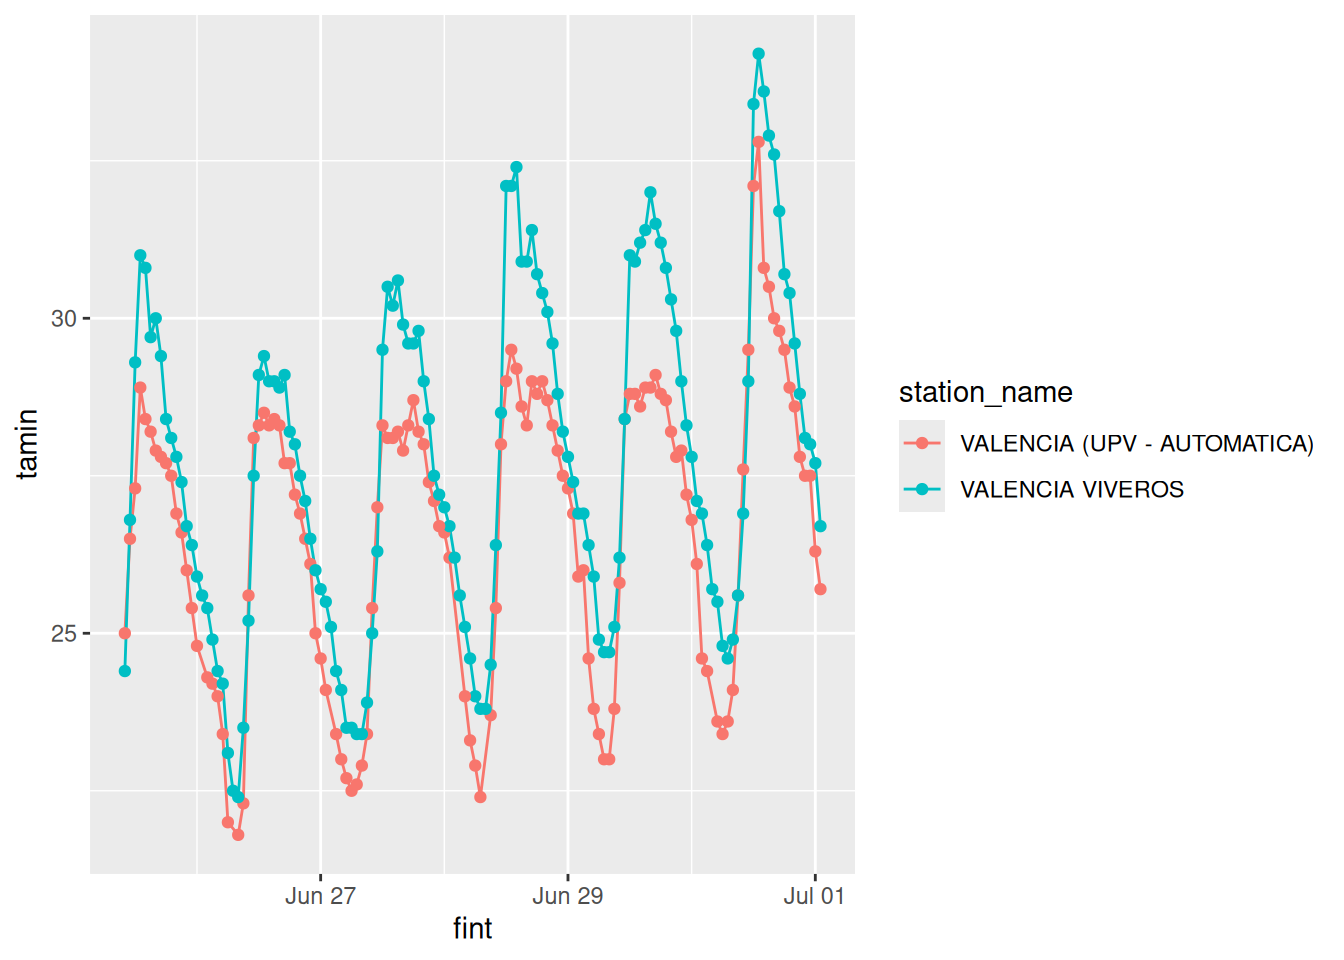 30
25
tamin
Jun 27
Jun 29
Jul 01
fint
station_name
VALENCIA (UPV - AUTOMATICA)
VALENCIA VIVEROS